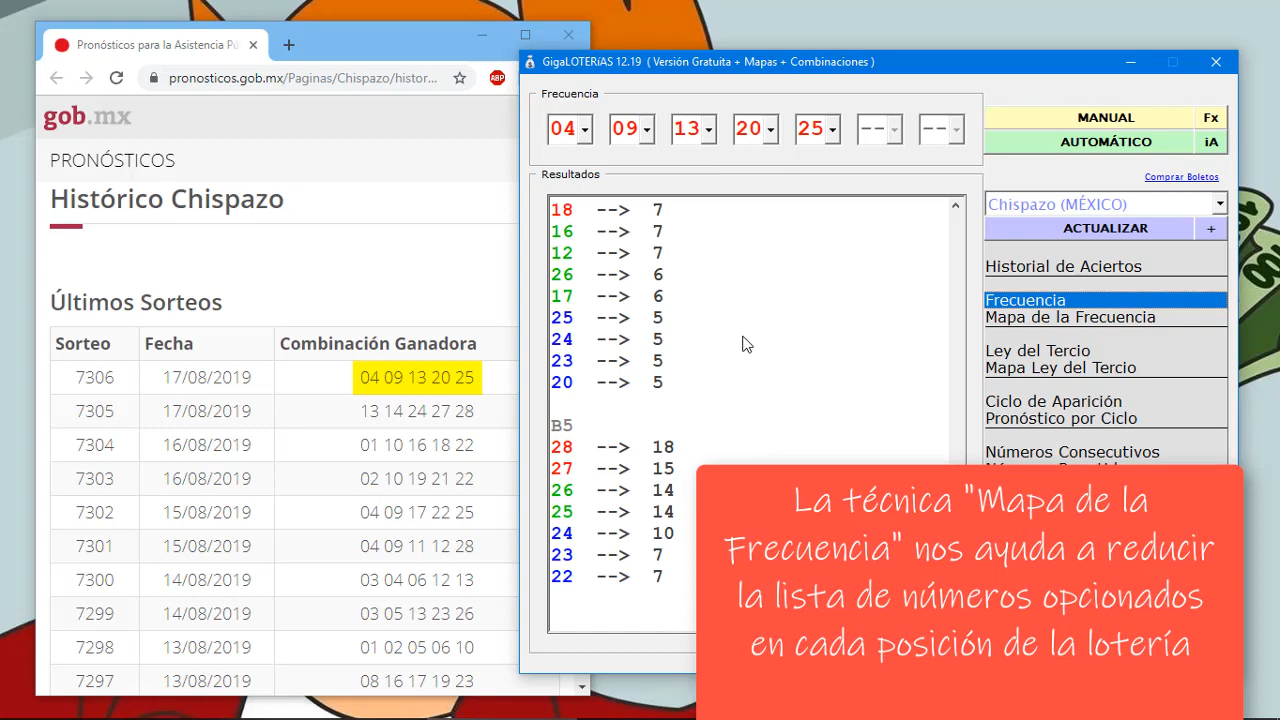 Pronósticos para la Asistencia Pú
pronosticos.gob.mx/Paginas/Chispazo/histor...
ABP
gob.mx
PRONÓSTICOS
Histórico Chispazo
Últimos Sorteos
Sorteo Fecha Combinación Ganadora
7306 17/08/2019 04 09 13 20 25
7305 17/08/2019 13 14 24 27 28
7304 16/08/2019 01 10 16 18 22
7303 16/08/2019 02 10 19 21 22
7302 15/08/2019 04 09 17 22 25
7301 15/08/2019 04 09 11 12 28
7300 14/08/2019 03 04 06 12 13
7299 14/08/2019 03 05 13 23 26
7298 13/08/2019 01 02 05 06 10
7297 13/08/2019 08 16 17 19 23
GigaLOTERíAS 12.19 ( Versión Gratuita + Mapas + Combinaciones )
Frecuencia
04 09 13 20 25 -- --
Resultados
18 --> 7
16 --> 7
12 --> 7
26 --> 6
17 --> 6
25 --> 5
24 --> 5
23 --> 5
20 --> 5
B5
28 --> 18
27 --> 15
26 --> 14
25 --> 14
24 --> 10
23 --> 7
22 --> 7
MANUAL Fx
AUTOMÁTICO iA
Comprar Boletos
Chispazo (MÉXICO)
ACTUALIZAR +
Historial de Aciertos
Frecuencia
Mapa de la Frecuencia
Ley del Tercio
Mapa Ley del Tercio
Ciclo de Aparición
Pronóstico por Ciclo
Números Consecutivos
La técnica "Mapa de la
Frecuencia" nos ayuda a reducir
la lista de números opcionados
en cada posición de la lotería